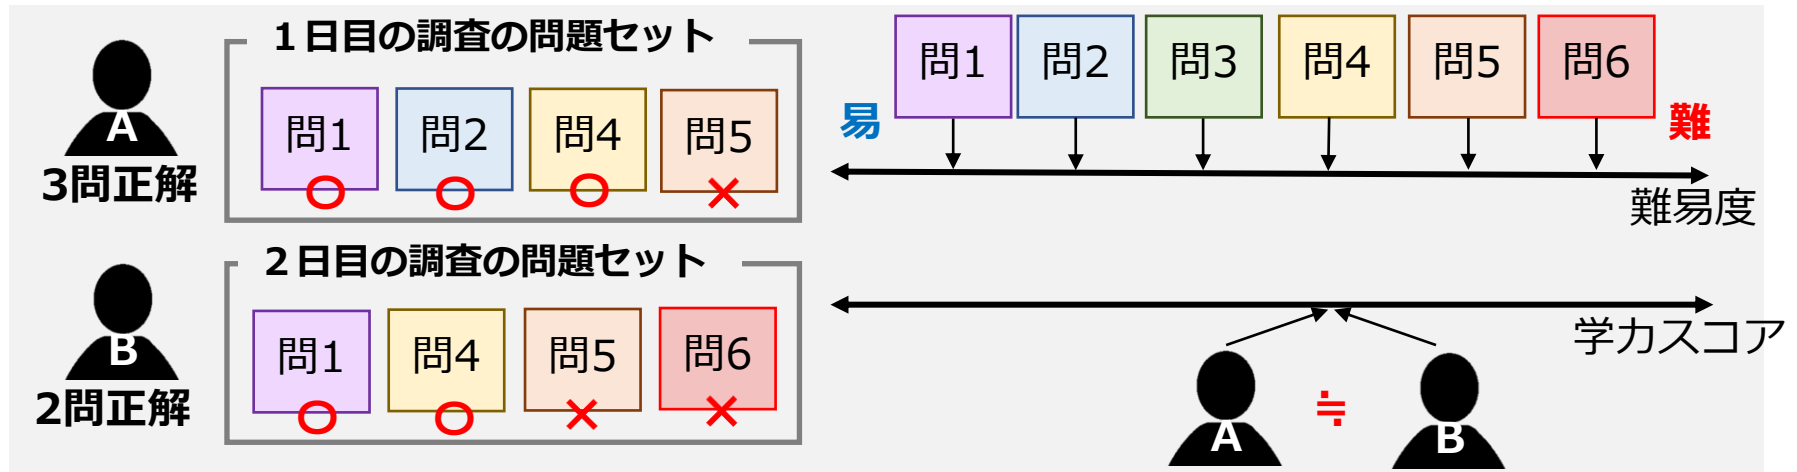 1日目の調査の問題セット
問1 問2 問4 問5
○ ○ ○ ×
A
3問正解
2日目の調査の問題セット
問1 問4 問5 問6
○ ○ × ×
B
2問正解
問1 問2 問3 問4 問5 問6
易 難
難易度
学力スコア
A ≒ B